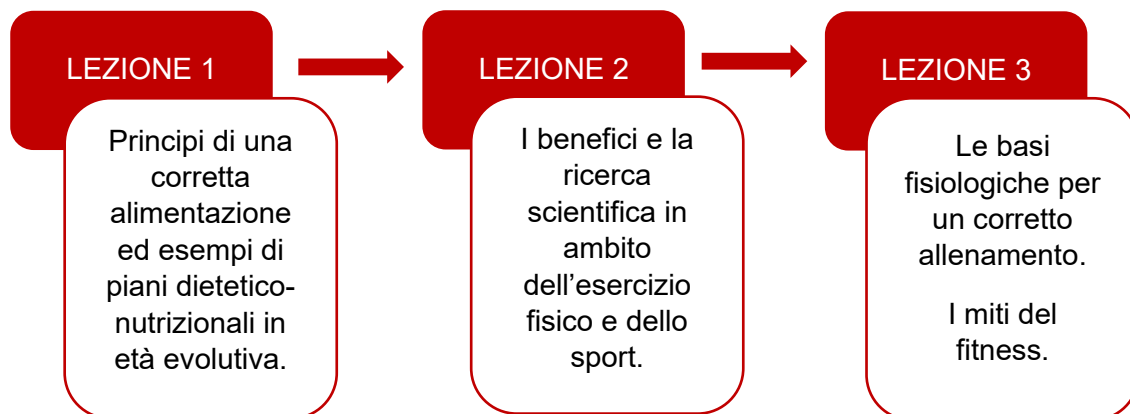 LEZIONE 1
Principi di una
corretta
alimentazione
ed esempi di
piani dietetico-
nutrizionali in
età evolutiva.
LEZIONE 2
I benefici e la
ricerca
scientifica in
ambito
dell’esercizio
fisico e dello
sport.
LEZIONE 3
Le basi
fisiologiche per
un corretto
allenamento.
I miti del
fitness.